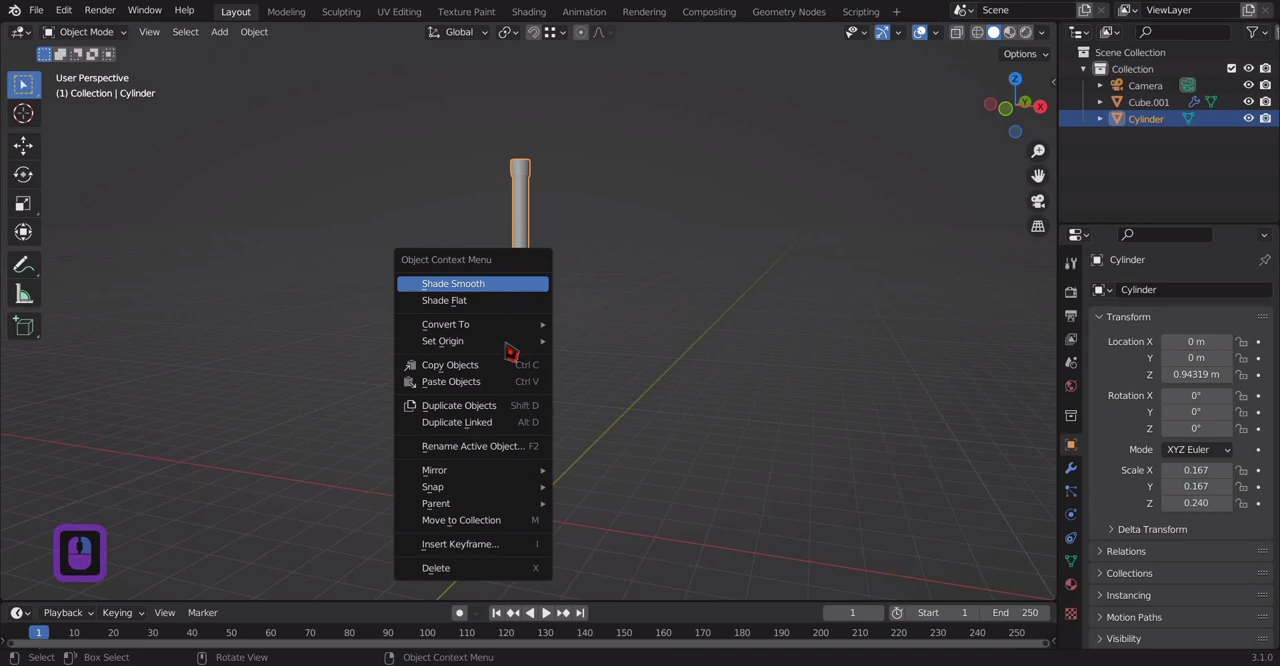 File Edit Render Window Help Layout Modeling Sculpting UV Editing Texture Paint Shading Animation Rendering Compositing Geometry Nodes Scripting + Scene ViewLayer
Object Mode View Select Add Object Global
Options
User Perspective
(1) Collection | Cylinder
Z
Y
X
Object Context Menu
Shade Smooth
Shade Flat
Convert To
Set Origin
Copy Objects Ctrl C
Paste Objects Ctrl V
Duplicate Objects Shift D
Duplicate Linked Alt D
Rename Active Object... F2
Mirror
Snap
Parent
Move to Collection M
Insert Keyframe... I
Delete X
Scene Collection
Collection
Camera
Cube.001
Cylinder
Cylinder
Cylinder
Transform
Location X 0 m
Y 0 m
Z 0.94319 m
Rotation X 0°
Y 0°
Z 0°
Mode XYZ Euler
Scale X 0.167
Y 0.167
Z 0.240
Delta Transform
Relations
Collections
Instancing
Motion Paths
Visibility
Playback Keying View Marker 1 Start 1 End 250
1 10 20 30 40 50 60 70 80 90 100 110 120 130 140 150 160 170 180 190 200 210 220 230 240 250
Select Box Select Rotate View Object Context Menu 3.1.0